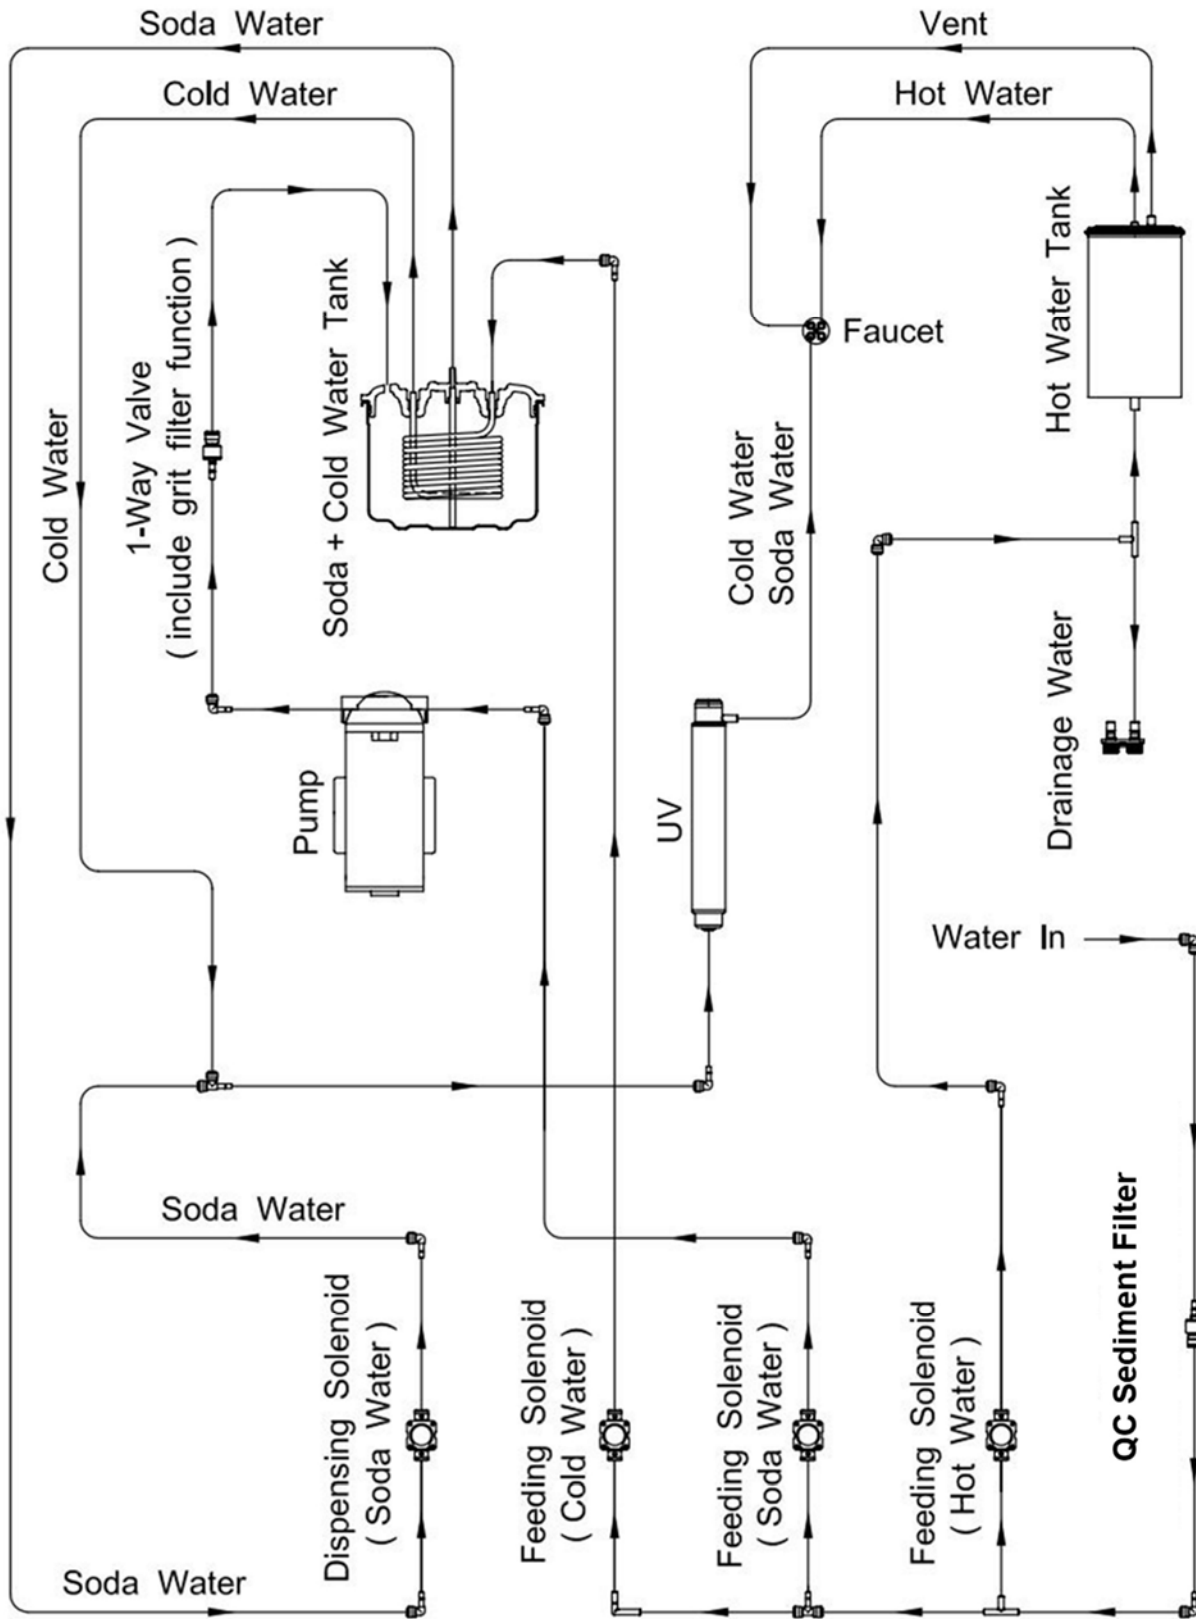 Soda Water
Vent
Cold Water
Hot Water
Cold Water
1-Way Valve
( include grit filter function )
Soda + Cold Water Tank
Faucet
Hot Water Tank
Cold Water
Soda Water
Drainage Water
Pump
UV
Water In
Soda Water
Dispensing Solenoid
( Soda Water )
Feeding Solenoid
( Cold Water )
Feeding Solenoid
( Soda Water )
Feeding Solenoid
( Hot Water )
QC Sediment Filter
Soda Water